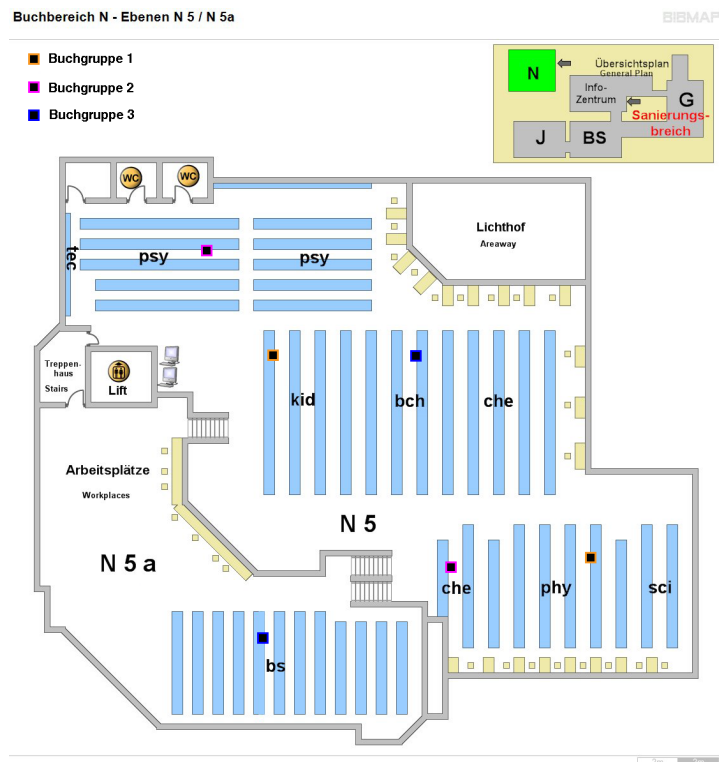 Buchbereich N - Ebenen N 5 / N 5a
BIBMAP
Buchgruppe 1
Buchgruppe 2
Buchgruppe 3
N
Übersichtsplan
General Plan
Info-
Zentrum
G
Sanierungs-
breich
J
BS
WC
WC
Lichthof
Areaway
tec
psy
psy
Treppen-
haus
Stairs
Lift
kid
bch
che
Arbeitsplätze
Workplaces
N 5
N 5 a
che
phy
sci
bs